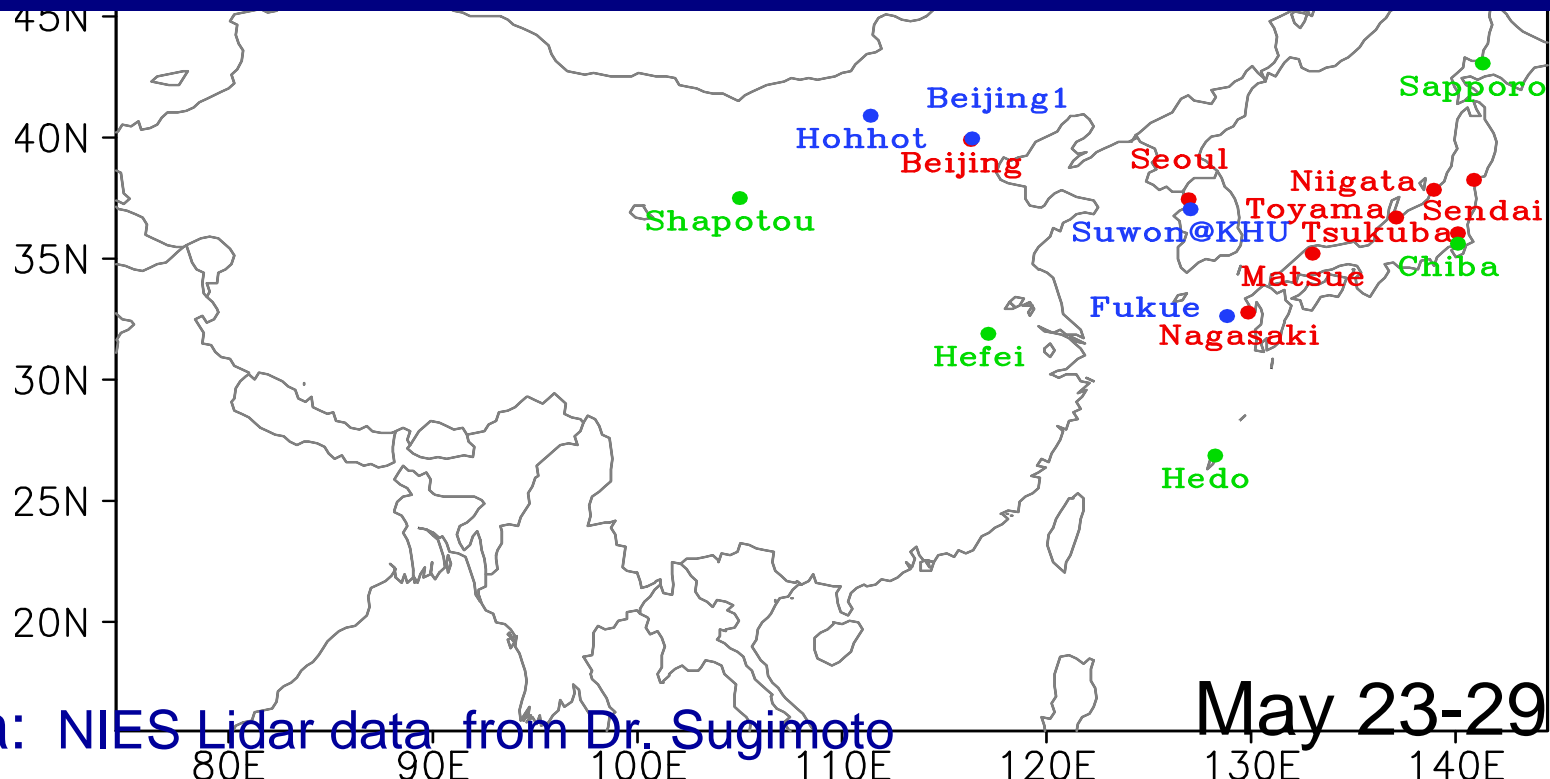 45N
Sapporo
Beijing1
40N
Hohhot
Beijing
Seoul
Niigata
Shapotou
Toyama
Sendai
Suwon@KHU
Tsukuba
35N
Chiba
Matsue
Fukue
Nagasaki
Hefei
30N
Hedo
25N
20N
May 23-29
a: NIES Lidar data from Dr. Sugimoto
80E 90E 100E 110E 120E 130E 140E